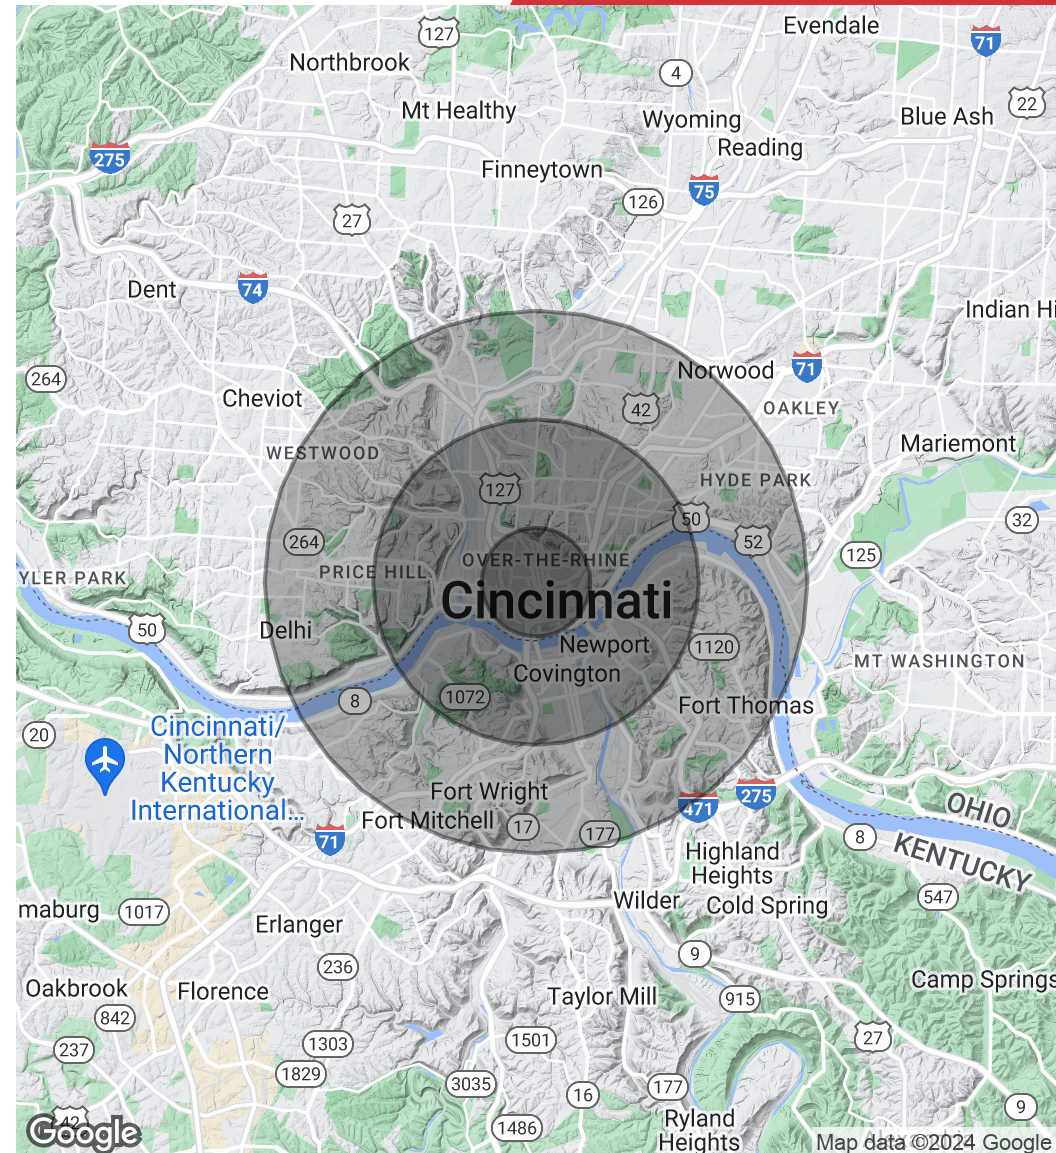 127
Evendale
71
Northbrook
4
22
Mt Healthy
Wyoming
Blue Ash
Reading
275
Finneytown
75
126
27
Dent
74
Indian Hi
Norwood
71
264
Cheviot
42
OAKLEY
Mariemont
WESTWOOD
HYDE PARK
127
50
32
264
52
125
OVER-THE-RHINE
YLER PARK
PRICE HILL
Cincinnati
50
Delhi
Newport
1120
MT WASHINGTON
Covington
1072
8
Fort Thomas
20
Cincinnati/
Northern
Kentucky
International...
Fort Wright
275
471
OHIO
Fort Mitchell
17
177
71
8
KENTUCKY
Highland
Heights
547
maburg
1017
Wilder
Cold Spring
Erlanger
9
236
Camp Springs
Oakbrook
Florence
Taylor Mill
915
842
237
1303
1501
27
1829
3035
16
177
9
42
Google
1486
Ryland
Heights
Map data ©2024 Google